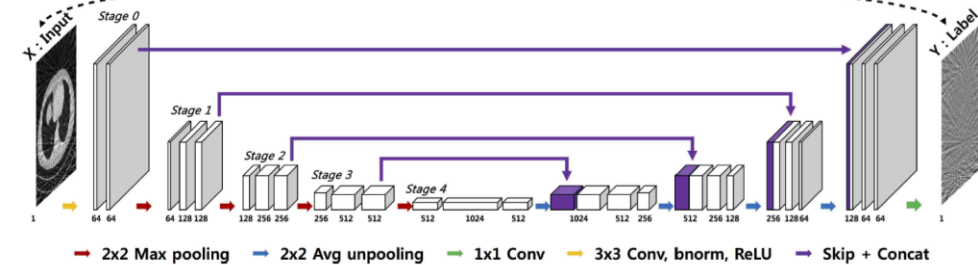 X : Input
Stage 0
Y : Label
Stage 1
Stage 2
Stage 3
Stage 4
1 64 64 64 128 128 128 256 256 256 512 512 512 1024 512 1024 512 256 512 256 128 256 128 64 128 64 64 1
2x2 Max pooling 2x2 Avg unpooling 1x1 Conv 3x3 Conv, bnorm, ReLU Skip + Concat